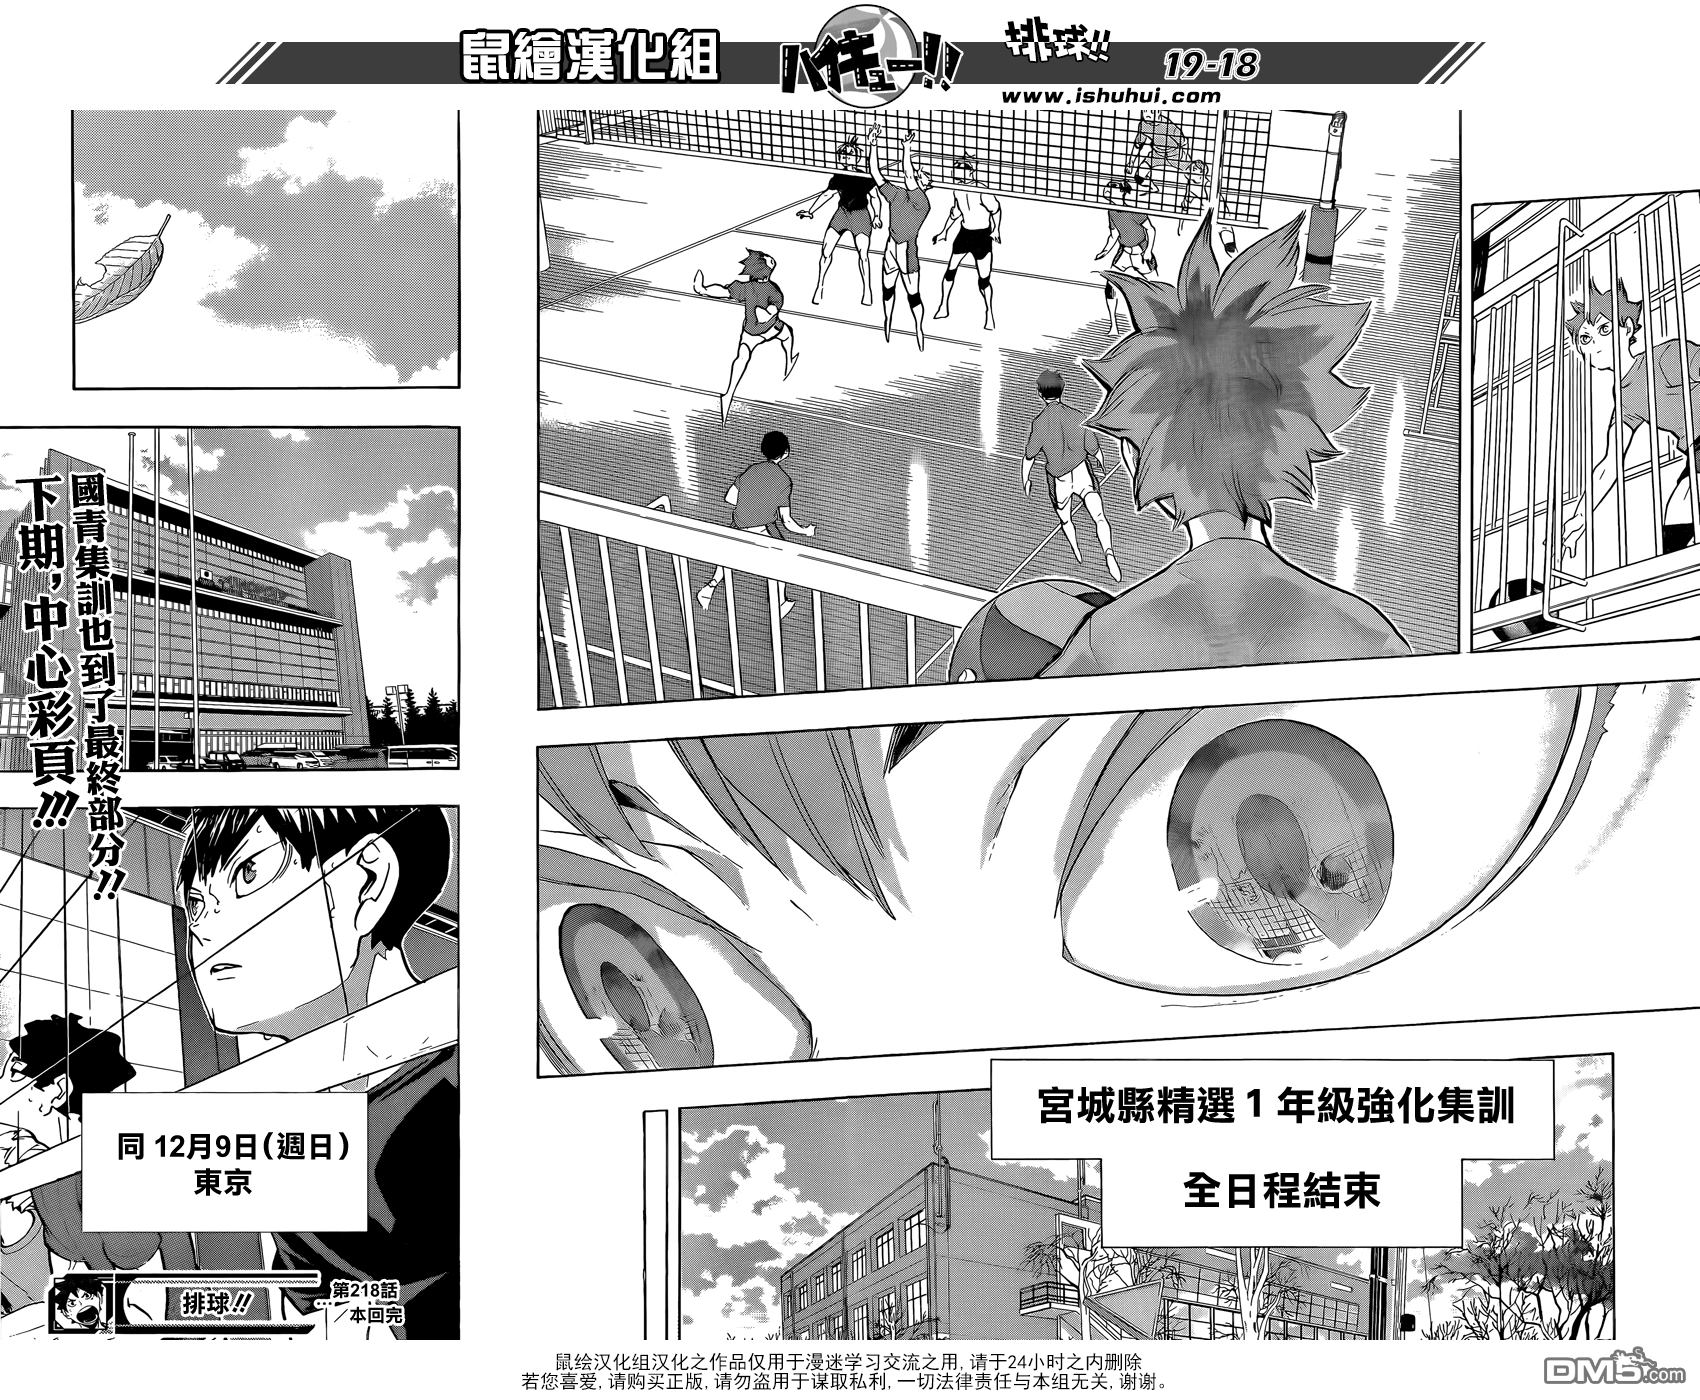 鼠繪漢化組
ハイキュー!!
排球!!
19-18
www.ishuhui.com
宮城縣精選1年級強化集訓
全日程結束
國青集訓也到了最終部分!!
下期,中心彩頁!!!
同 12月9日(週日)
東京
排球!!
第218話
…／本回完
鼠绘汉化组汉化之作品仅用于漫迷学习交流之用,请于24小时之内删除
若您喜爱,请购买正版,请勿盗用于谋取私利,一切法律责任与本组无关,谢谢。
DM5.com